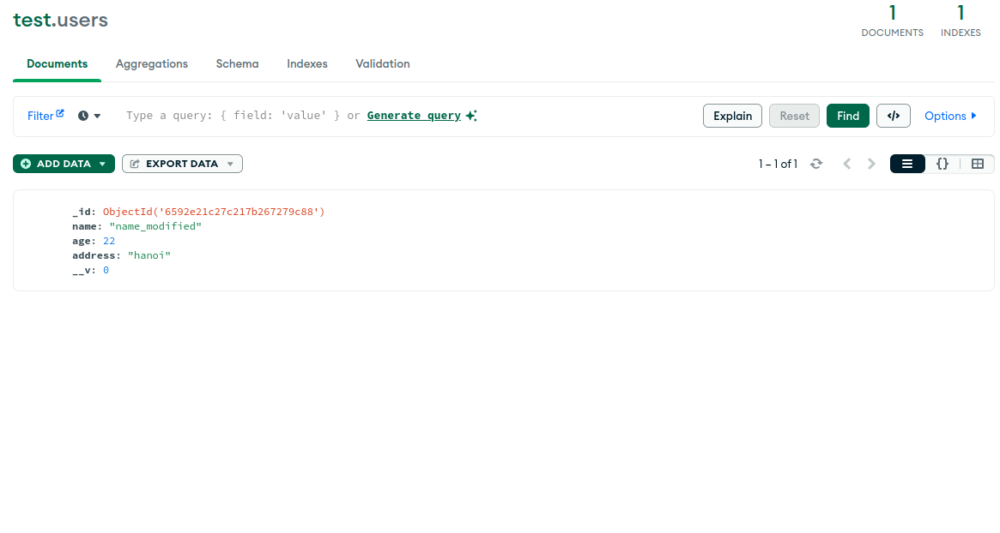 test.users
1 DOCUMENTS 1 INDEXES
Documents Aggregations Schema Indexes Validation
Filter Type a query: { field: 'value' } or Generate query Explain Reset Find </> Options
ADD DATA EXPORT DATA 1 – 1 of 1 {}
_id: ObjectId('6592e21c27c217b267279c88')
name: "name_modified"
age: 22
address: "hanoi"
__v: 0